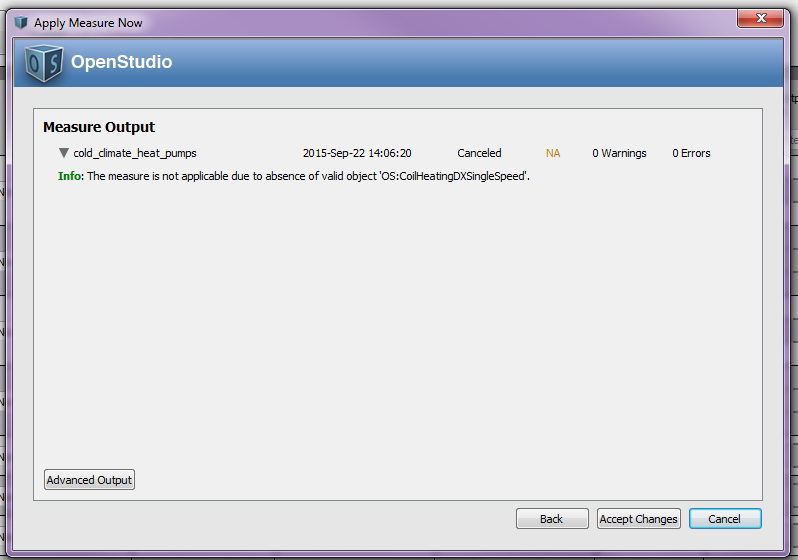 Apply Measure Now
OS OpenStudio
Measure Output
cold_climate_heat_pumps 2015-Sep-22 14:06:20 Canceled NA 0 Warnings 0 Errors
Info: The measure is not applicable due to absence of valid object 'OS:CoilHeatingDXSingleSpeed'.
Advanced Output
Back Accept Changes Cancel